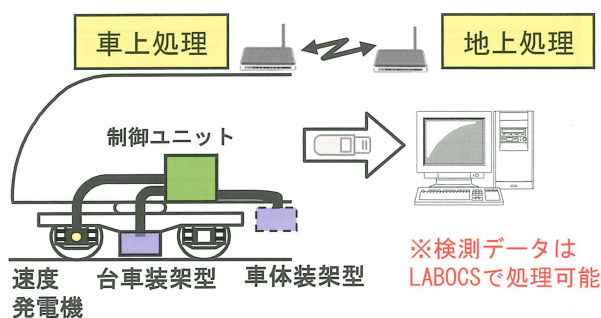 車上処理
地上処理
制御ユニット
速度
発電機
台車装架型
車体装架型
※検測データは
LABOCSで処理可能